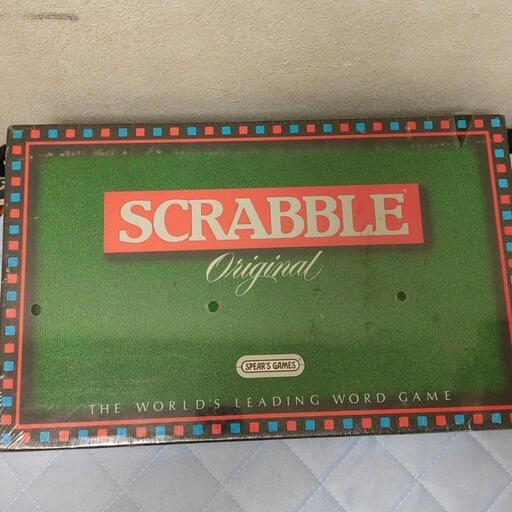 SCRABBLE®
Original
SPEAR'S GAMES
THE WORLD'S LEADING WORD GAME